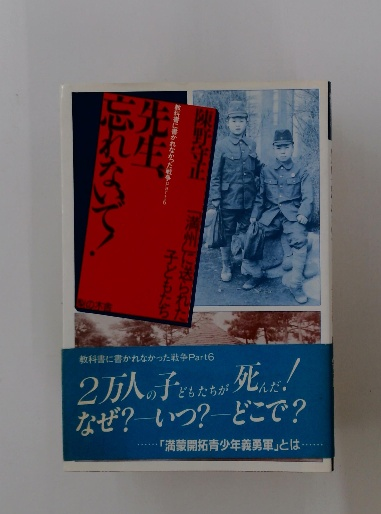 教科書に書かれなかった戦争Part6
陳野守正
先生、
忘れないで!
「満州」に送られた
子どもたち
教科書に書かれなかった戦争Part6
2万人の子どもたちが死んだ!
なぜ?―いつ?―どこで?
……「満蒙開拓青少年義勇軍」とは……